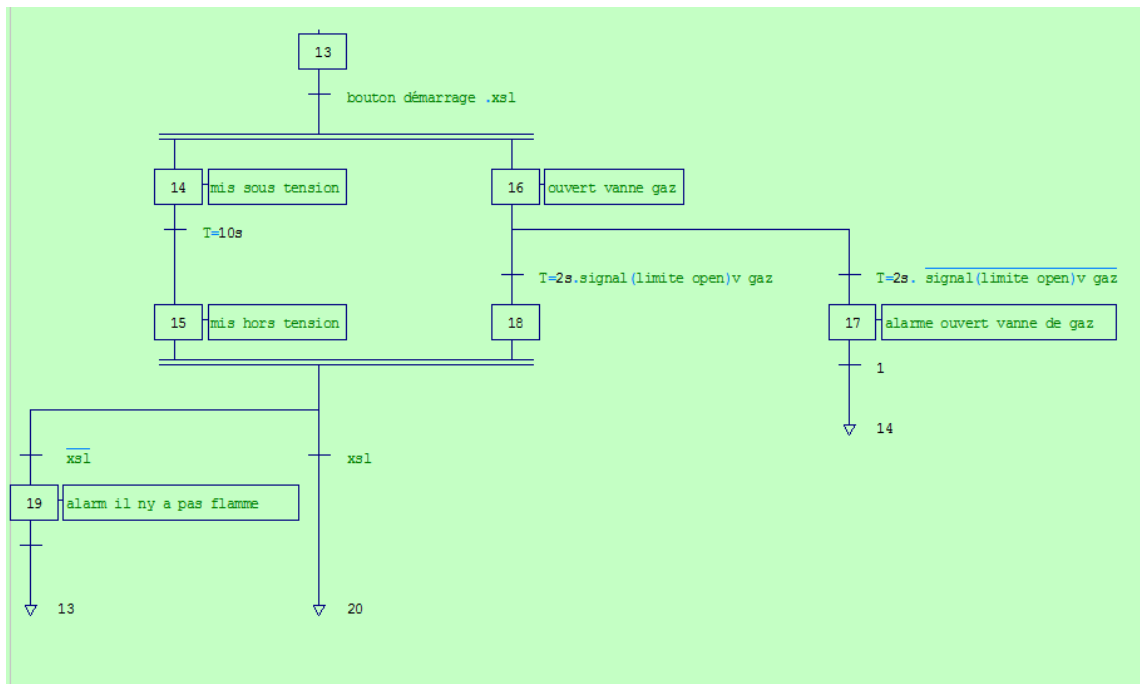 13
bouton démarrage .xsl
14 mis sous tension
16 ouvert vanne gaz
T=10s
T=2s.signal(limite open)v gaz
T=2s. signal(limite open)v gaz
15 mis hors tension
18
17 alarme ouvert vanne de gaz
1
14
xsl
xsl
19 alarm il ny a pas flamme
13
20